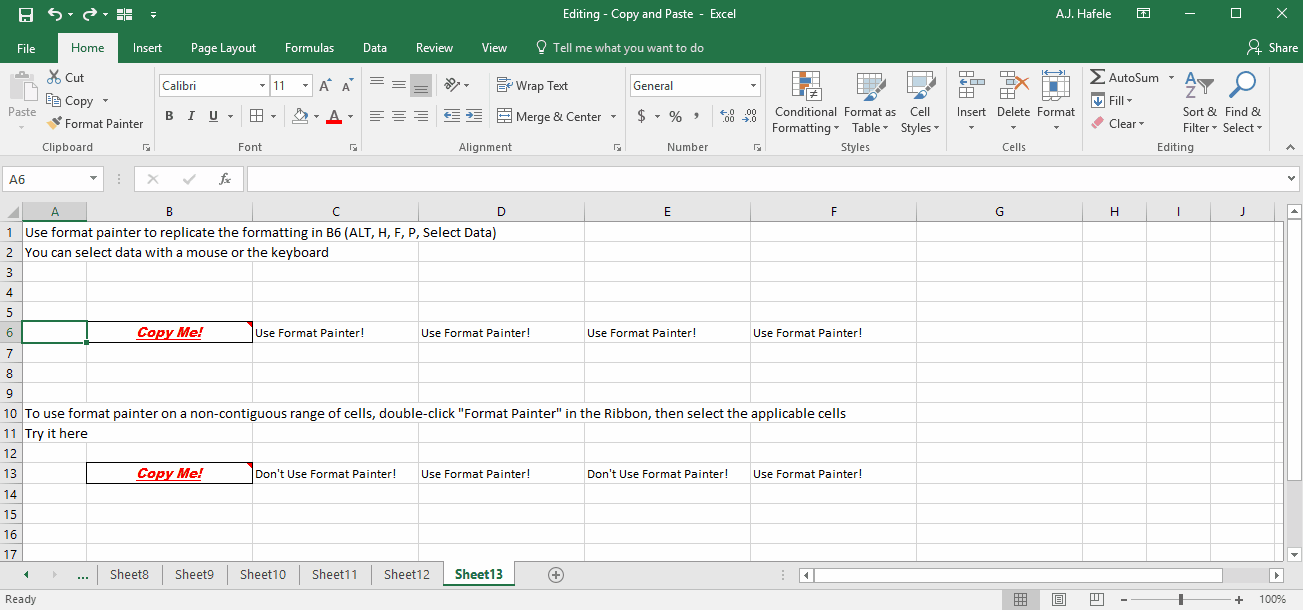 Editing - Copy and Paste - Excel
A.J. Hafele
File Home Insert Page Layout Formulas Data Review View Tell me what you want to do Share
Paste
Cut
Copy
Format Painter
Clipboard
Calibri 11 A A
B I U A
Font
Wrap Text
Merge & Center
Alignment
General
$ % , .00 .0
Number
Conditional Formatting
Format as Table
Cell Styles
Styles
Insert Delete Format
Cells
AutoSum
Fill
Clear
Sort & Filter
Find & Select
Editing
A6 fx
A B C D E F G H I J
1 Use format painter to replicate the formatting in B6 (ALT, H, F, P, Select Data)
2 You can select data with a mouse or the keyboard
3
4
5
6 Copy Me! Use Format Painter! Use Format Painter! Use Format Painter! Use Format Painter!
7
8
9
10 To use format painter on a non-contiguous range of cells, double-click "Format Painter" in the Ribbon, then select the applicable cells
11 Try it here
12
13 Copy Me! Don't Use Format Painter! Use Format Painter! Don't Use Format Painter! Use Format Painter!
14
15
16
17
... Sheet8 Sheet9 Sheet10 Sheet11 Sheet12 Sheet13
Ready 100%